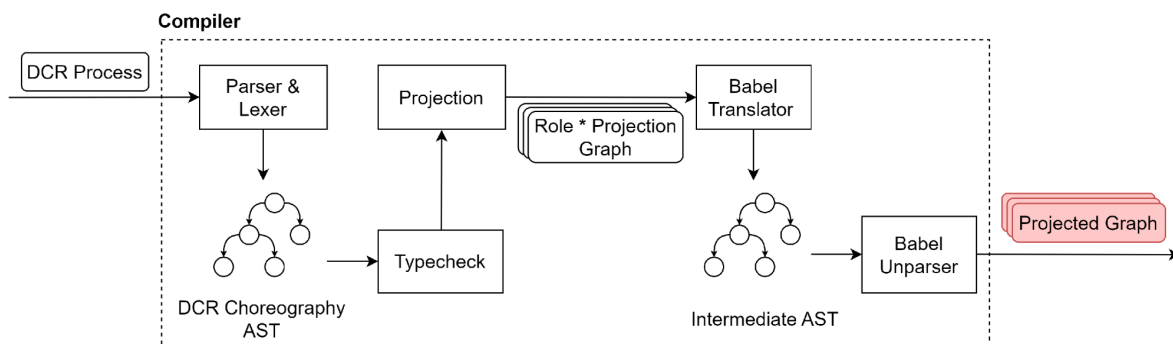 Compiler
DCR Process
Parser &
Lexer
Projection
Role * Projection
Graph
Babel
Translator
DCR Choreography
AST
Typecheck
Intermediate AST
Babel
Unparser
Projected Graph